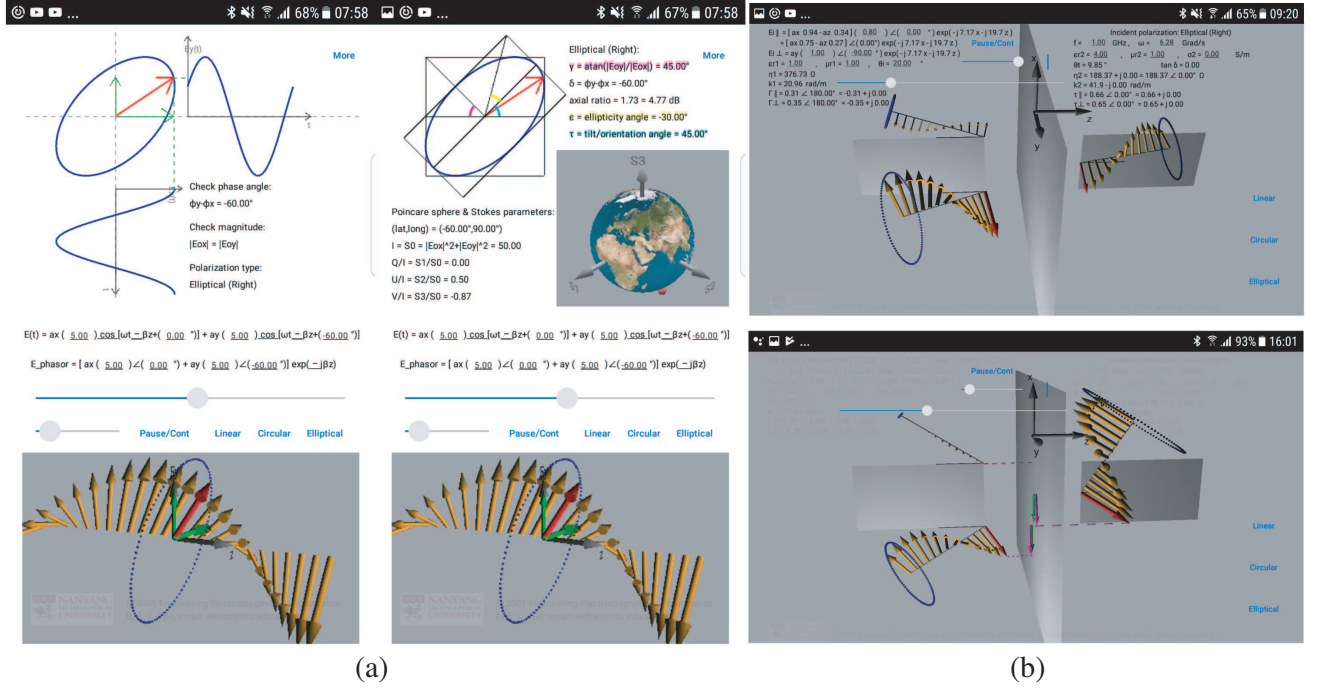 68% 07:58
Ey(t)
More
t
Check phase angle:
ϕy-ϕx = -60.00°
Check magnitude:
|Eox| = |Eoy|
Polarization type:
Elliptical (Right)
E(t) = ax ( 5.00 ) cos [ωt − βz+( 0.00 °)] + ay ( 5.00 ) cos [ωt − βz+(-60.00 °)]
E_phasor = [ ax ( 5.00 )∠( 0.00 °) + ay ( 5.00 )∠(-60.00 °)] exp(−jβz)
Pause/Cont Linear Circular Elliptical
z
NANYANG
TECHNOLOGICAL
UNIVERSITY
67% 07:58
Elliptical (Right):
More
γ = atan(|Eoy|/|Eox|) = 45.00°
δ = ϕy-ϕx = -60.00°
axial ratio = 1.73 = 4.77 dB
ε = ellipticity angle = -30.00°
τ = tilt/orientation angle = 45.00°
S3
S1
S2
Poincare sphere & Stokes parameters:
(lat,long) = (-60.00°,90.00°)
I = S0 = |Eox|^2+|Eoy|^2 = 50.00
Q/I = S1/S0 = 0.00
U/I = S2/S0 = 0.50
V/I = S3/S0 = -0.87
E(t) = ax ( 5.00 ) cos [ωt − βz+( 0.00 °)] + ay ( 5.00 ) cos [ωt − βz+(-60.00 °)]
E_phasor = [ ax ( 5.00 )∠( 0.00 °) + ay ( 5.00 )∠(-60.00 °)] exp(−jβz)
Pause/Cont Linear Circular Elliptical
z
NANYANG
TECHNOLOGICAL
UNIVERSITY
(a)
65% 09:20
Ei ∥ = [ax 0.94 - az 0.34 ] ( 0.80 ) ∠( 0.00 °) exp(-j 7.17 x - j 19.7 z )
= [ax 0.75 - az 0.27] ∠(0.00°) exp(-j 7.17 x - j 19.7 z)
Ei ⊥ = ay ( 1.00 ) ∠( -90.00 °) exp(-j 7.17 x - j 19.7 z )
εr1 = 1.00 , μr1 = 1.00 , θi = 20.00 °
η1 = 376.73 Ω
k1 = 20.96 rad/m
Γ ∥ = 0.31 ∠ 180.00° = -0.31 + j 0.00
Γ ⊥ = 0.35 ∠ 180.00° = -0.35 + j 0.00
Pause/Cont
Incident polarization: Elliptical (Right)
f = 1.00 GHz, ω = 6.28 Grad/s
εr2 = 4.00 , μr2 = 1.00 , σ2 = 0.00 S/m
θt = 9.85 ° tan δ = 0.00
η2 = 188.37 + j 0.00 = 188.37 ∠ 0.00° Ω
k2 = 41.9 - j 0.00 rad/m
τ ∥ = 0.66 ∠ 0.00° = 0.66 + j 0.00
τ ⊥ = 0.65 ∠ 0.00° = 0.65 + j 0.00
x
z
y
Linear
Circular
Elliptical
93% 16:01
Pause/Cont
x
z
y
Linear
Circular
Elliptical
(b)